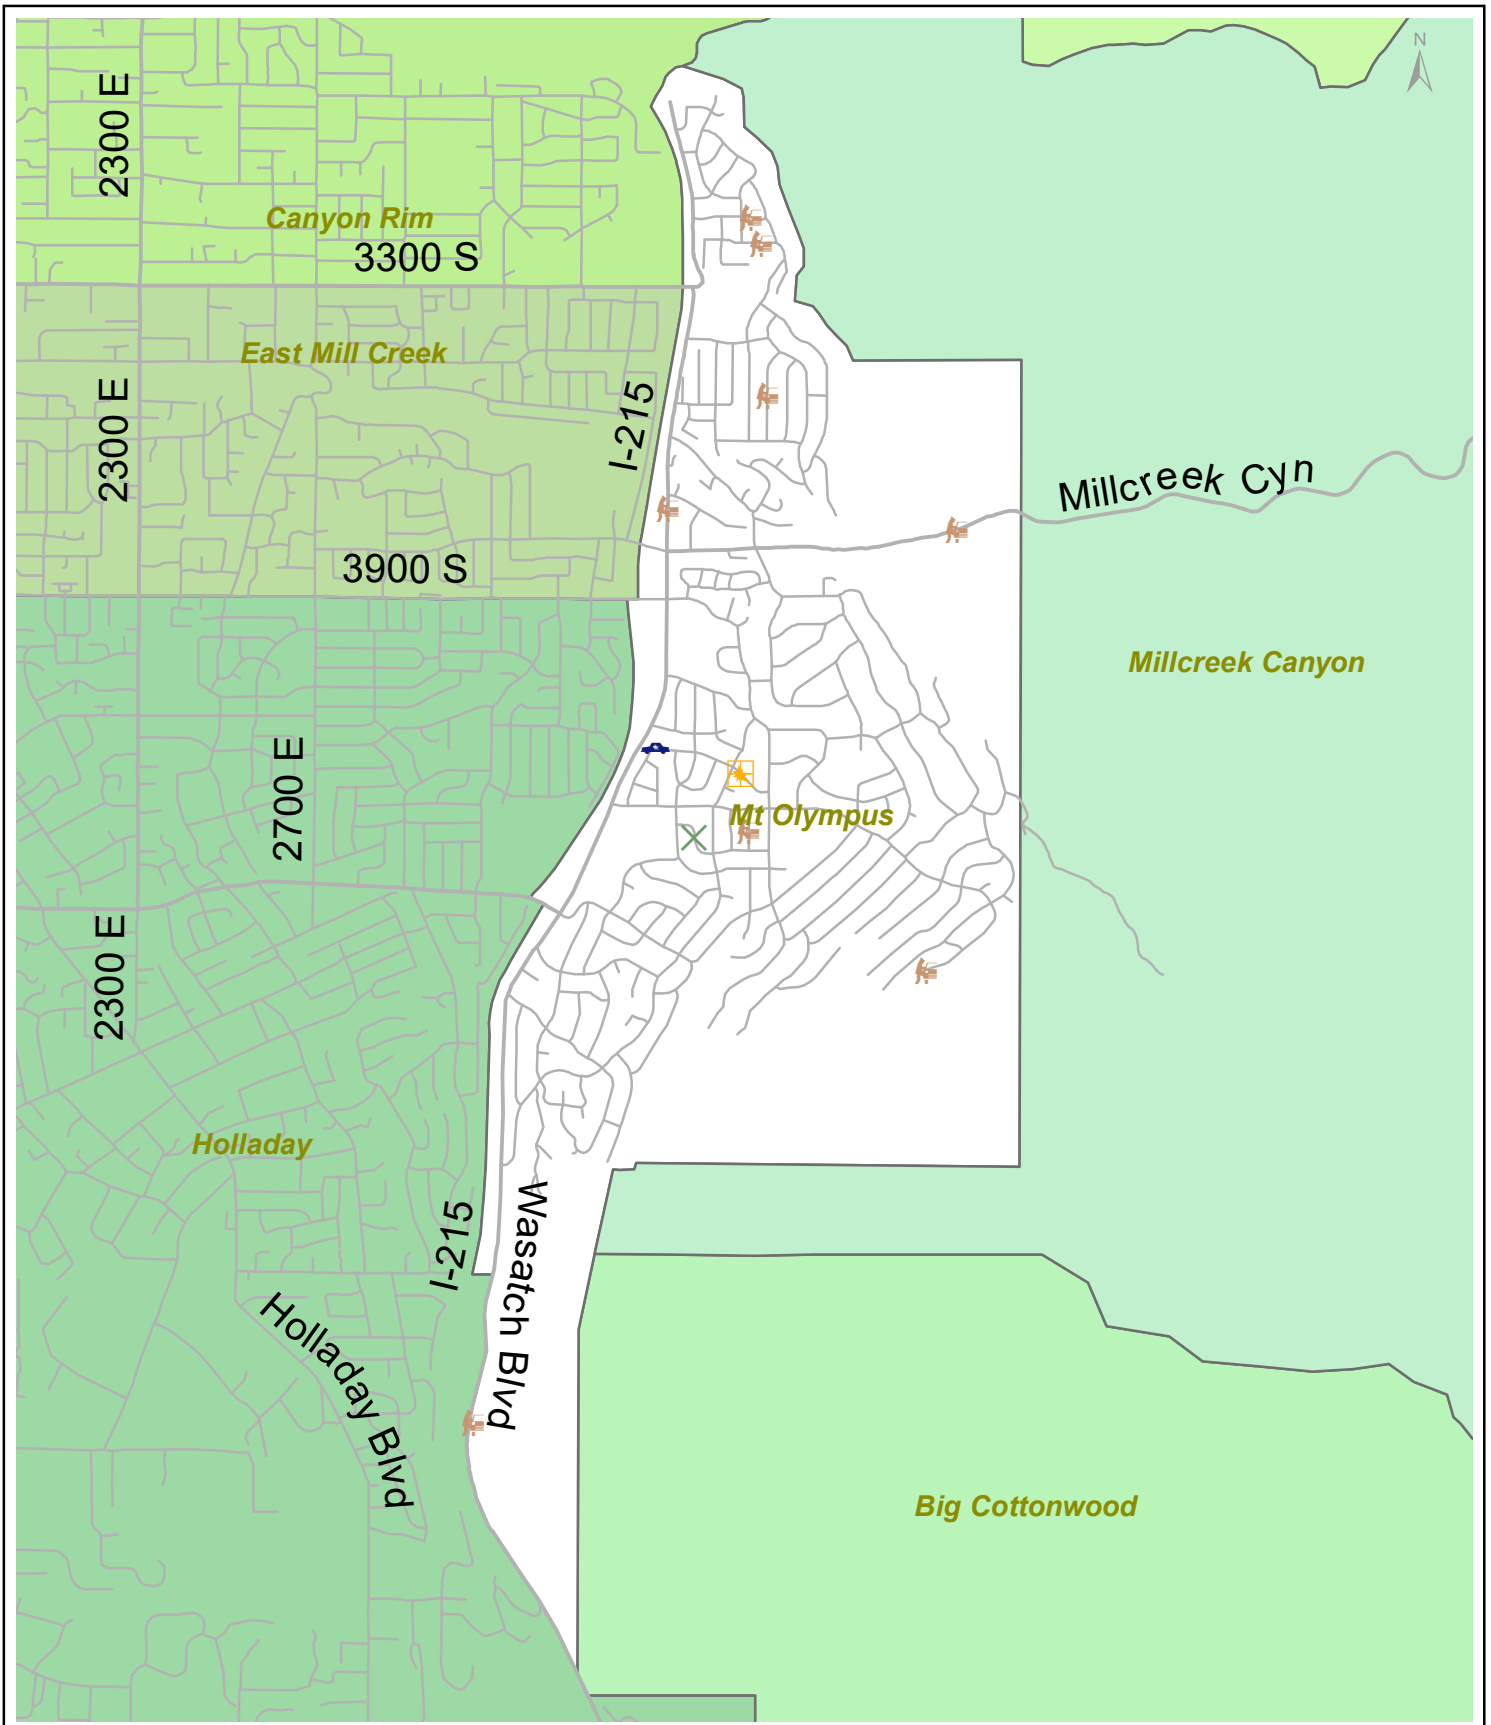 N
2300 E
Canyon Rim
3300 S
East Mill Creek
2300 E
I-215
Millcreek Cyn
3900 S
Millcreek Canyon
2700 E
Mt Olympus
2300 E
Holladay
I-215
Wasatch Blvd
Holladay Blvd
Big Cottonwood